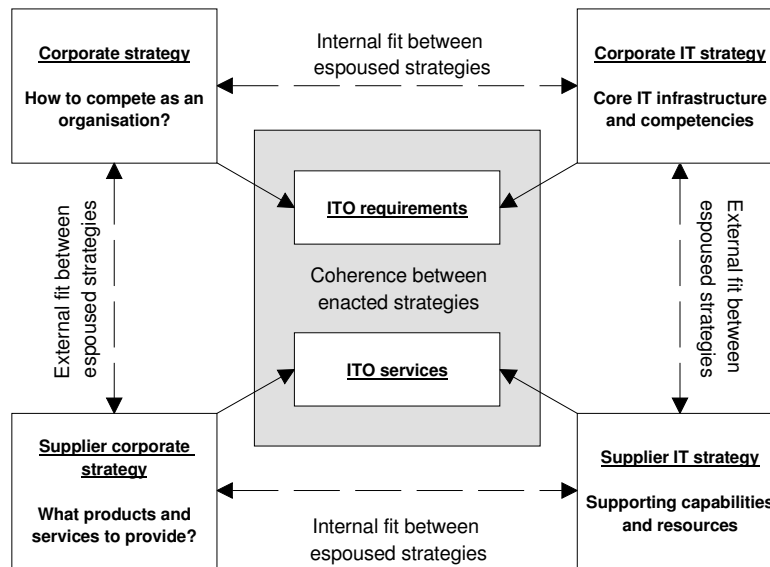 Corporate strategy
How to compete as an
organisation?
Internal fit between
espoused strategies
Corporate IT strategy
Core IT infrastructure
and competencies
ITO requirements
Coherence between
enacted strategies
ITO services
External fit between
espoused strategies
External fit between
espoused strategies
Supplier corporate
strategy
What products and
services to provide?
Internal fit between
espoused strategies
Supplier IT strategy
Supporting capabilities
and resources